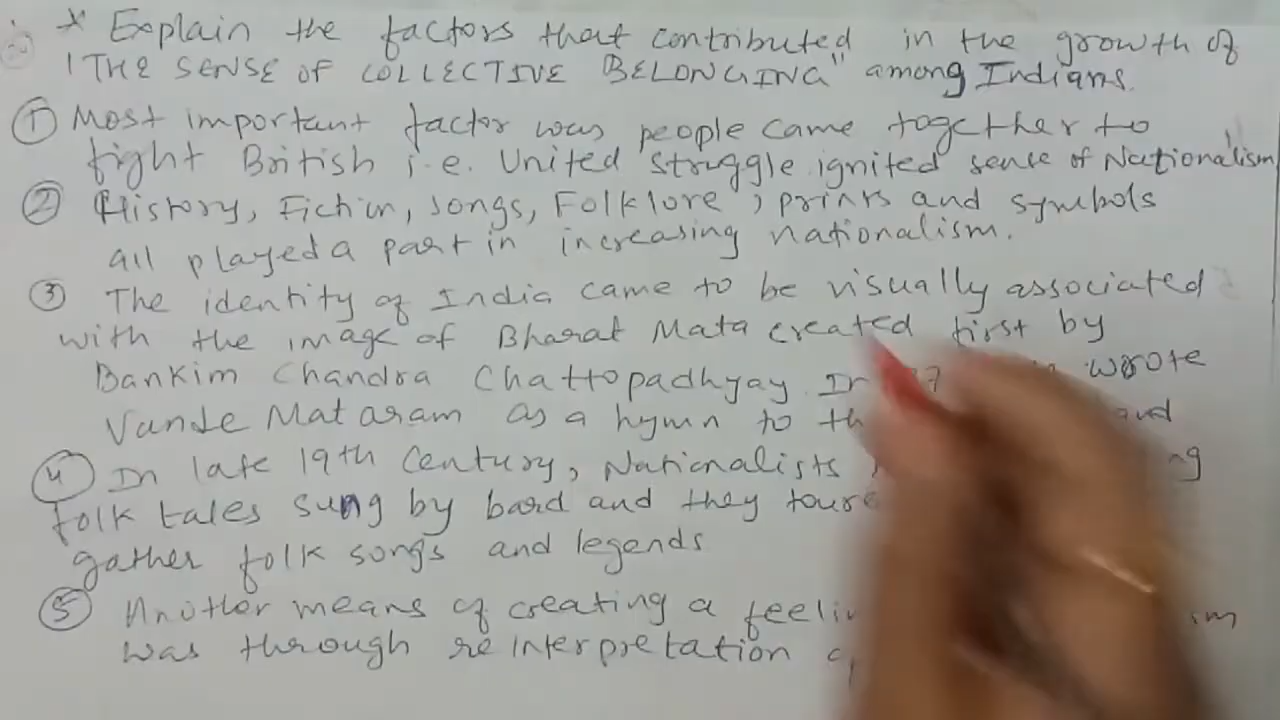 * Explain the factors that contributed in the growth of
'THE SENSE OF COLLECTIVE BELONGING" among Indians.
① Most important factor was people came together to
fight British i.e. United struggle ignited sense of Nationalism
② History, Fiction, songs, Folklore, prints and symbols
all played a part in increasing nationalism.
③ The identity of India came to be visually associated
with the image of Bharat Mata created first by
Bankim Chandra Chattopadhyay. In wrote
Vande Mataram as a hymn to
④ In late 19th Century, Nationalists
folk tales sung by bard and they
gather folk songs and legends
⑤ Another means of creating a
was through reinterpretation